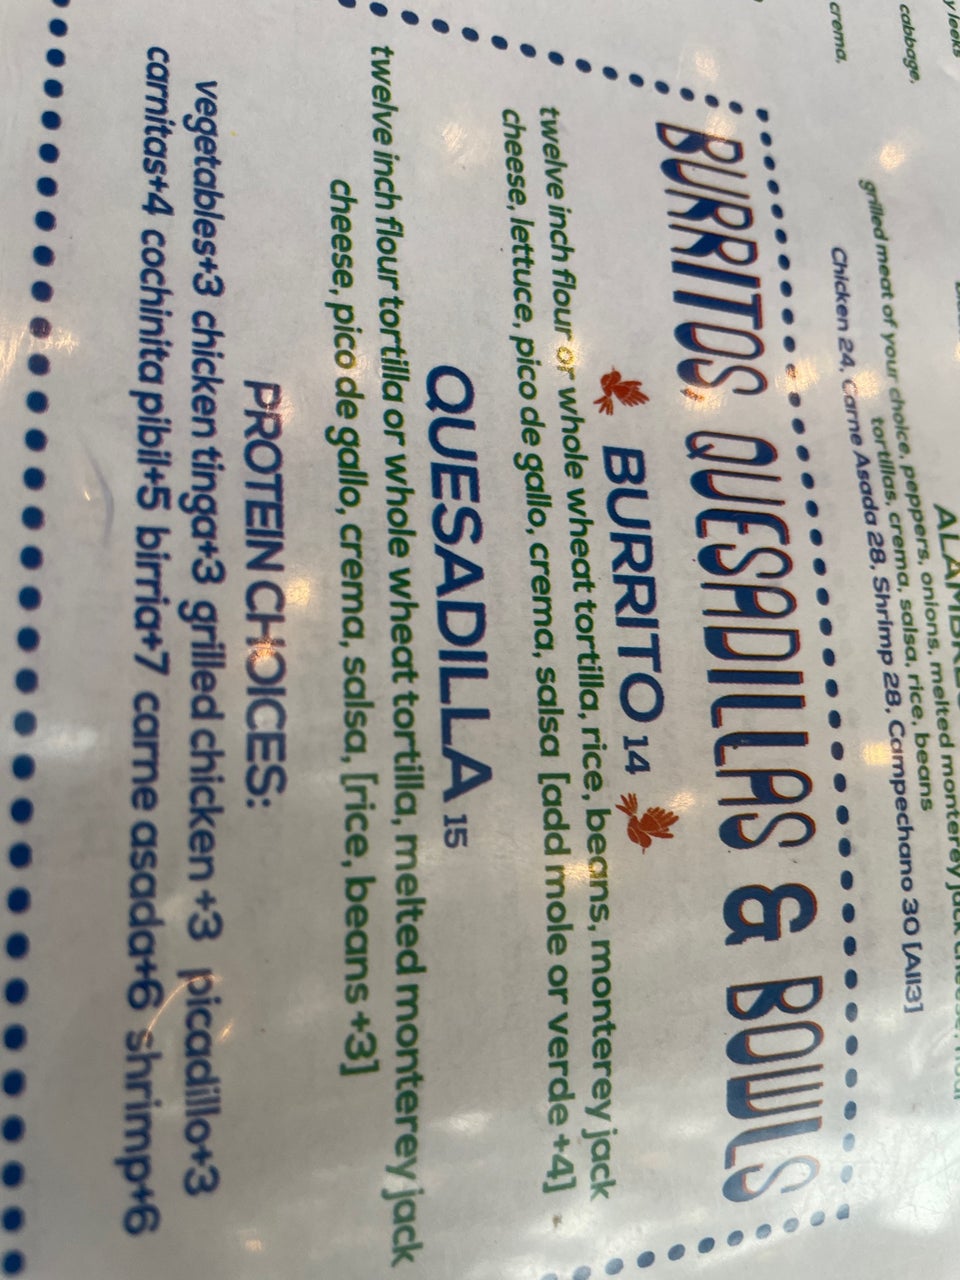 y leeks
cabbage,
crema,
grilled meat of your choice, peppers, onions, melted monterey jack
tortillas, crema, salsa, rice, beans
Chicken 24, Carne Asada 28, Shrimp 28, Campechano 30 [All3]
BURRITOS, QUESADILLAS & BOWLS
BURRITO 14
twelve inch flour or whole wheat tortilla, rice, beans, monterey jack
cheese, lettuce, pico de gallo, crema, salsa [add mole or verde +4]
QUESADILLA 15
twelve inch flour tortilla or whole wheat tortilla, melted monterey jack
cheese, pico de gallo, crema, salsa, [rice, beans +3]
PROTEIN CHOICES:
vegetables+3 chicken tinga+3 grilled chicken +3 picadillo+3
carnitas+4 cochinita pibil+5 birria+7 carne asada+6 shrimp+6